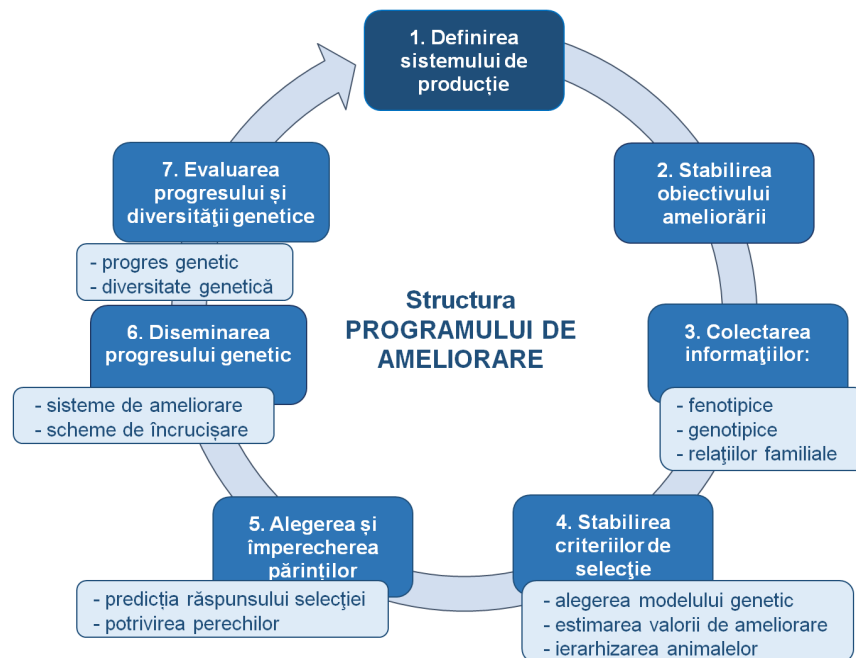 1. Definirea
sistemului de
producție
2. Stabilirea
obiectivului
ameliorării
3. Colectarea
informaţiilor:
- fenotipice
- genotipice
- relaţiilor familiale
4. Stabilirea
criteriilor de
selecţie
- alegerea modelului genetic
- estimarea valorii de ameliorare
- ierarhizarea animalelor
5. Alegerea și
împerecherea
părinților
- predicția răspunsului selecţiei
- potrivirea perechilor
6. Diseminarea
progresului genetic
- sisteme de ameliorare
- scheme de încrucișare
7. Evaluarea
progresului și
diversităţii genetice
- progres genetic
- diversitate genetică
Structura
PROGRAMULUI DE
AMELIORARE